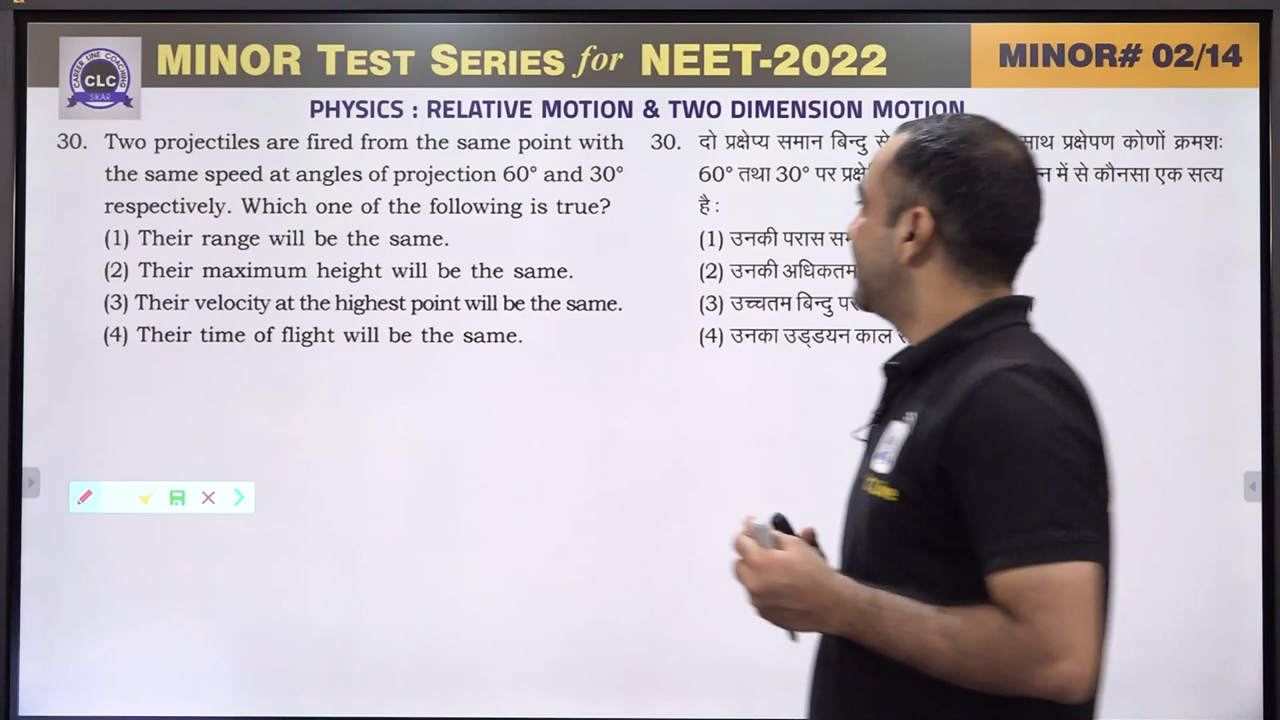 CAREER LINE COACHING
CLC
SIKAR
MINOR TEST SERIES for NEET-2022
MINOR# 02/14
PHYSICS : RELATIVE MOTION & TWO DIMENSION MOTION
30. Two projectiles are fired from the same point with
the same speed at angles of projection 60° and 30°
respectively. Which one of the following is true?
(1) Their range will be the same.
(2) Their maximum height will be the same.
(3) Their velocity at the highest point will be the same.
(4) Their time of flight will be the same.
30. दो प्रक्षेप्य समान बिन्दु साथ प्रक्षेपण कोणों क्रमशः
60° तथा 30° पर में से कौनसा एक सत्य
है :
(1) उनकी परास
(2) उनकी अधिकतम
(3) उच्चतम बिन्दु
(4) उनका उड्डयन काल